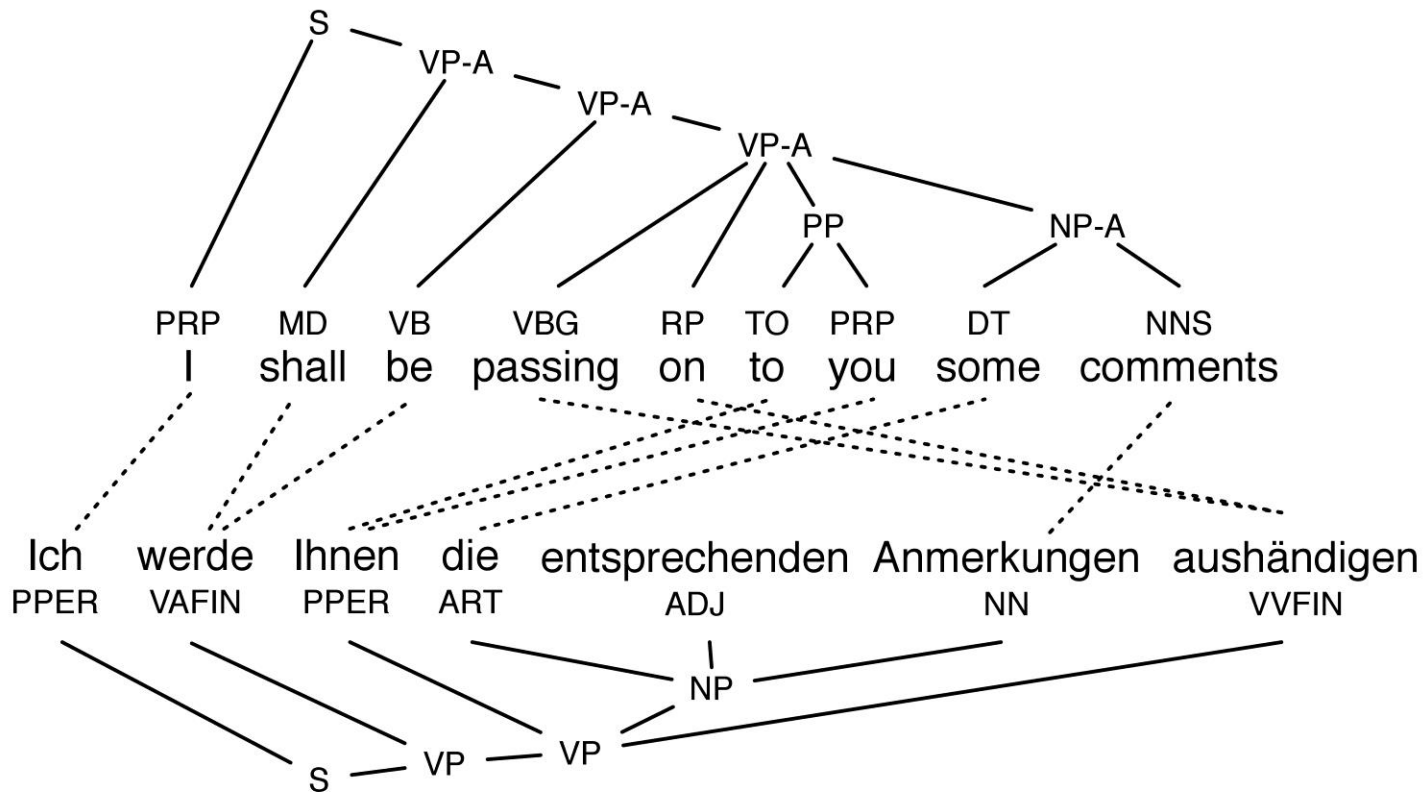 S
VP-A
VP-A
VP-A
PP
NP-A
PRP MD VB VBG RP TO PRP DT NNS
I shall be passing on to you some comments
Ich werde Ihnen die entsprechenden Anmerkungen aushändigen
PPER VAFIN PPER ART ADJ NN VVFIN
NP
VP
VP
S